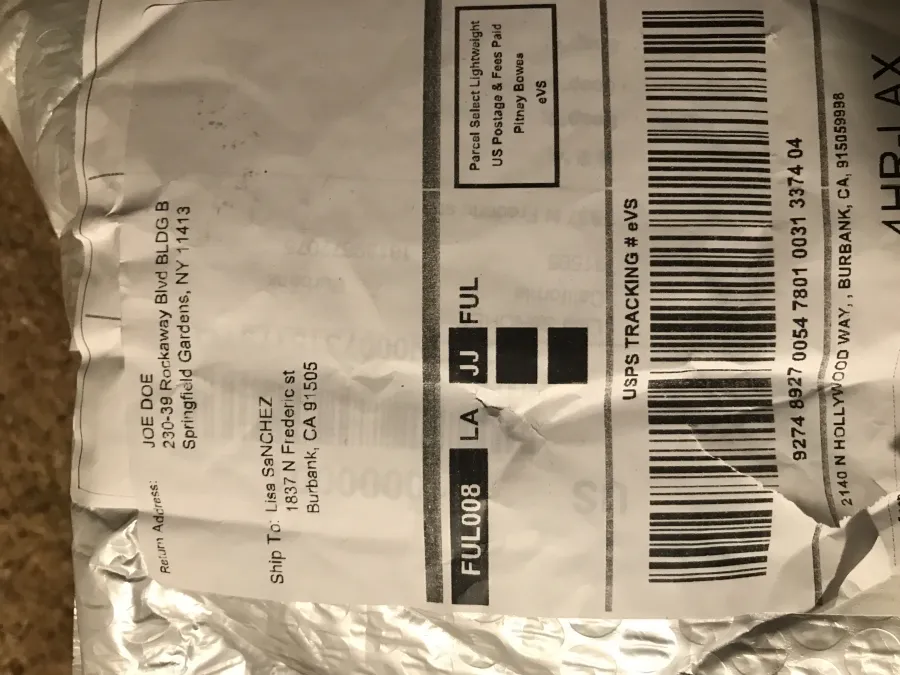 Parcel Select Lightweight
US Postage & Fees Paid
Pitney Bowes
eVS
Return Address:
JOE DOE
230-39 Rockaway Blvd BLDG B
Springfield Gardens, NY 11413
Ship To: Lisa SaNCHEZ
1837 N Frederic st
Burbank, CA 91505
FUL008 LA JJ FUL
USPS TRACKING # eVS
9274 8927 0054 7801 0031 3374 04
2140 N HOLLYWOOD WAY, , BURBANK, CA, 915059998
4HR-LAX